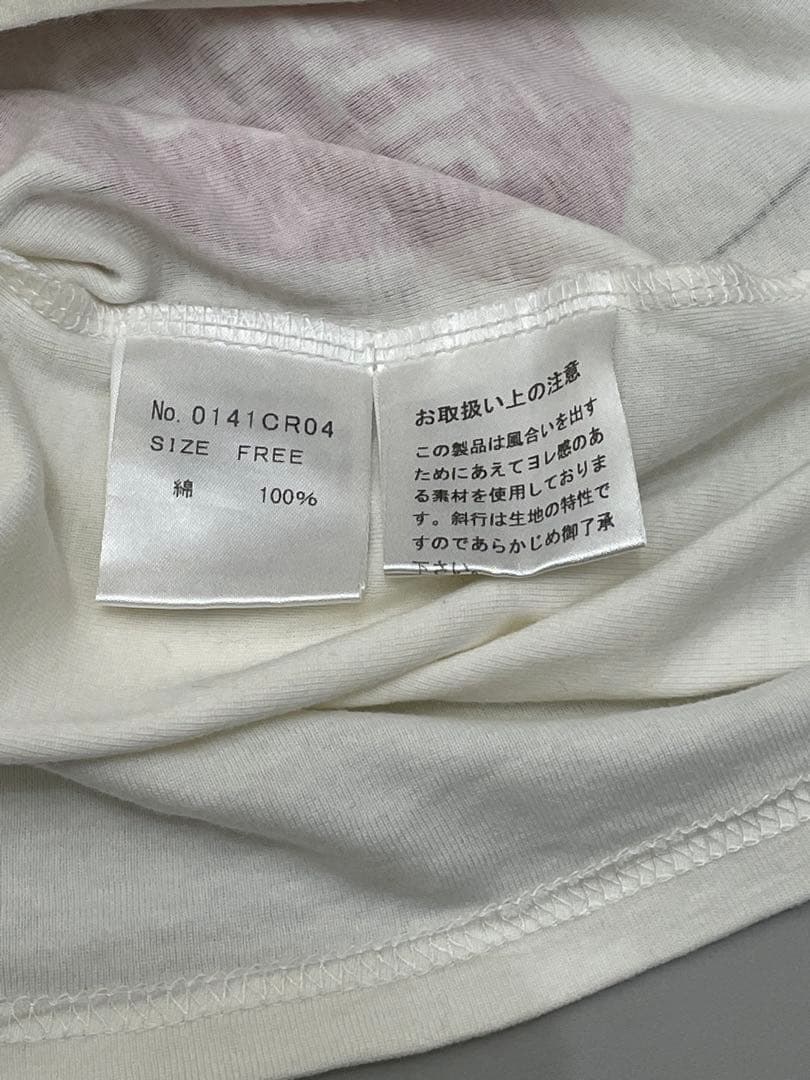 No. 0141CR04
SIZE FREE
綿 100%
お取扱い上の注意
この製品は風合いを出す
ためにあえてヨレ感のあ
る素材を使用しておりま
す。斜行は生地の特性で
すのであらかじめ御了承
下さい。